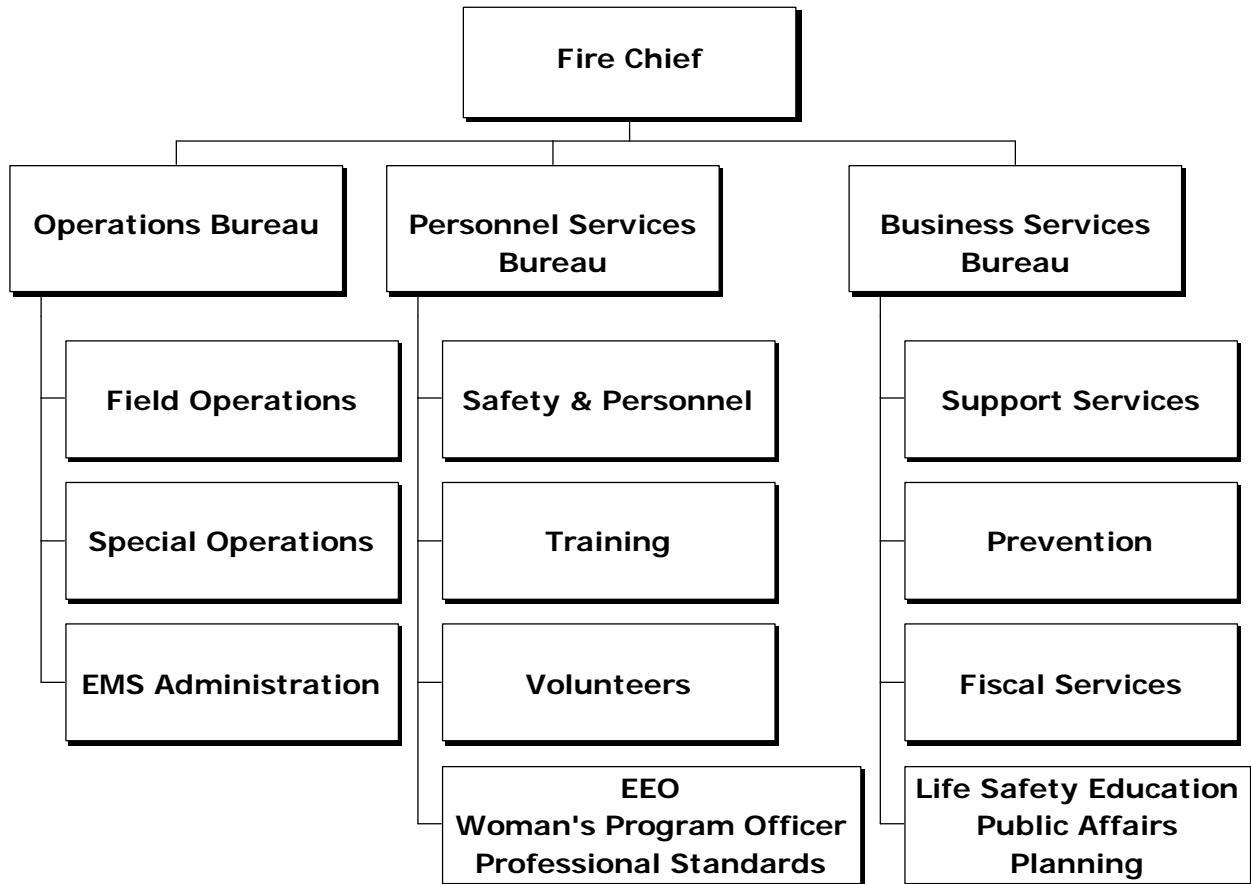 Fire Chief
Operations Bureau
Personnel Services
Bureau
Business Services
Bureau
Field Operations
Special Operations
EMS Administration
Safety & Personnel
Training
Volunteers
EEO
Woman's Program Officer
Professional Standards
Support Services
Prevention
Fiscal Services
Life Safety Education
Public Affairs
Planning